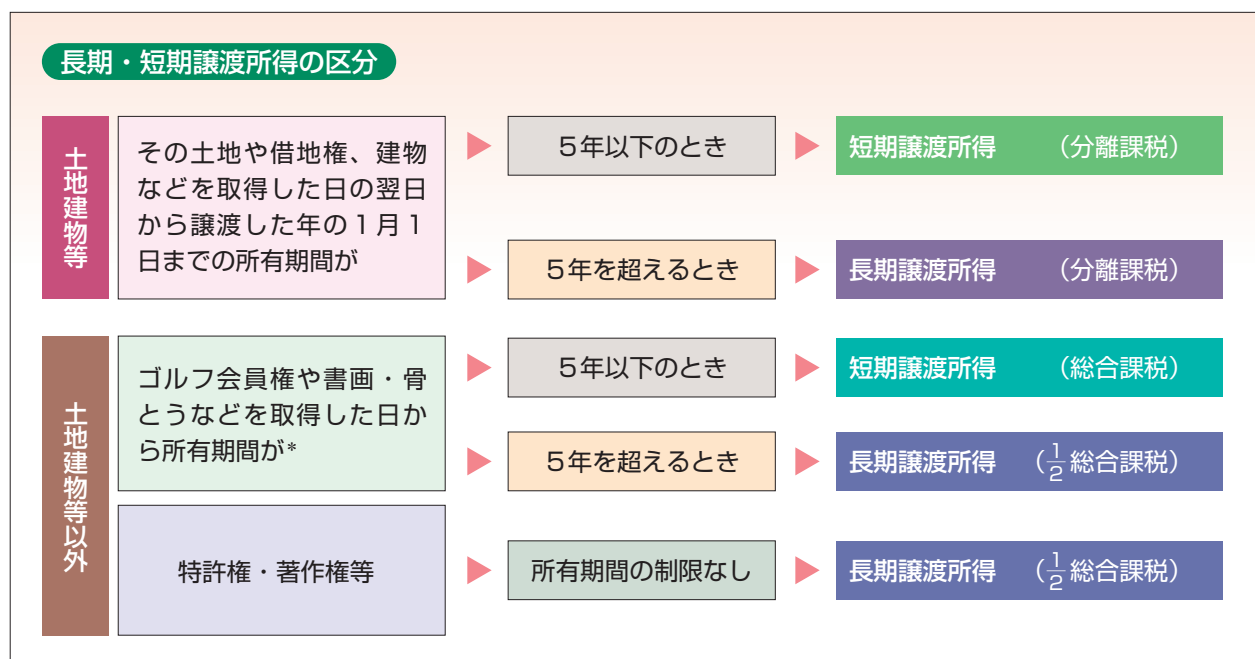 長期・短期譲渡所得の区分
土地建物等
その土地や借地権、建物
などを取得した日の翌日
から譲渡した年の1月1
日までの所有期間が
5年以下のとき
短期譲渡所得 (分離課税)
5年を超えるとき
長期譲渡所得 (分離課税)
土地建物等以外
ゴルフ会員権や書画・骨
とうなどを取得した日か
ら所有期間が*
5年以下のとき
短期譲渡所得 (総合課税)
5年を超えるとき
長期譲渡所得 (1/2総合課税)
特許権・著作権等
所有期間の制限なし
長期譲渡所得 (1/2総合課税)